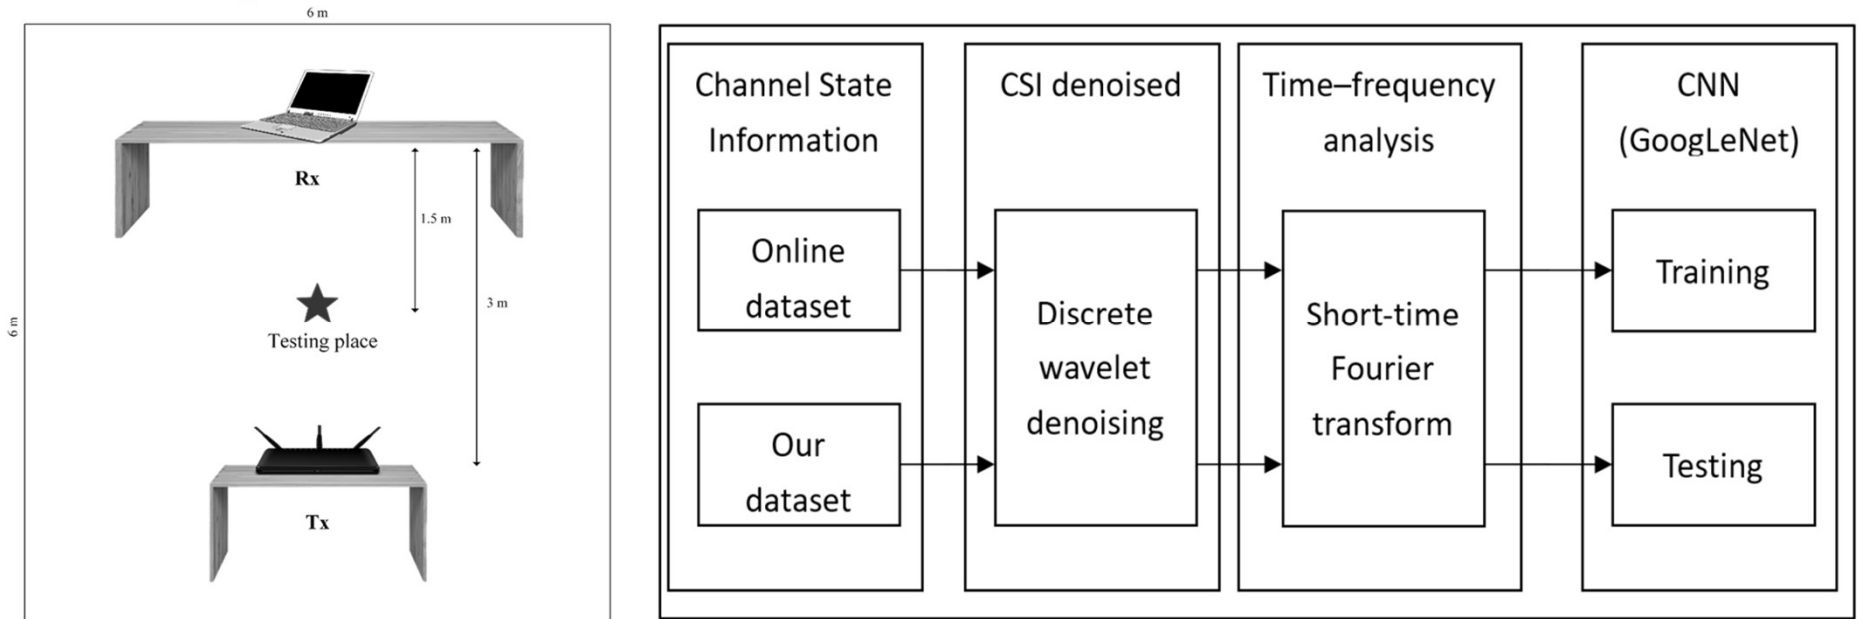 6 m
Rx
1.5 m
3 m
6 m
Testing place
Tx
Channel State
Information
Online
dataset
Our
dataset
CSI denoised
Discrete
wavelet
denoising
Time–frequency
analysis
Short-time
Fourier
transform
CNN
(GoogLeNet)
Training
Testing